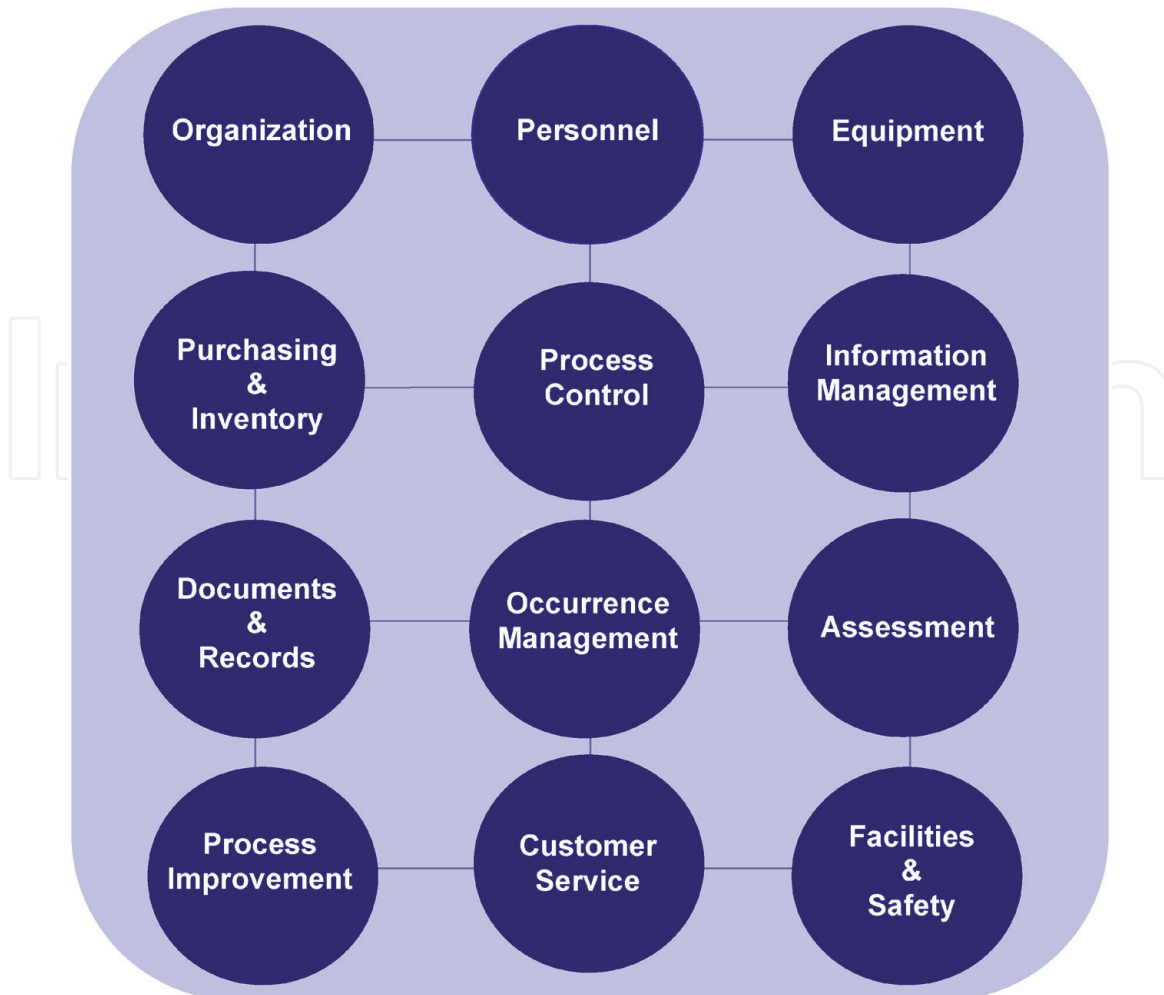 Organization
Personnel
Equipment
Purchasing
&
Inventory
Process
Control
Information
Management
Documents
&
Records
Occurrence
Management
Assessment
Process
Improvement
Customer
Service
Facilities
&
Safety